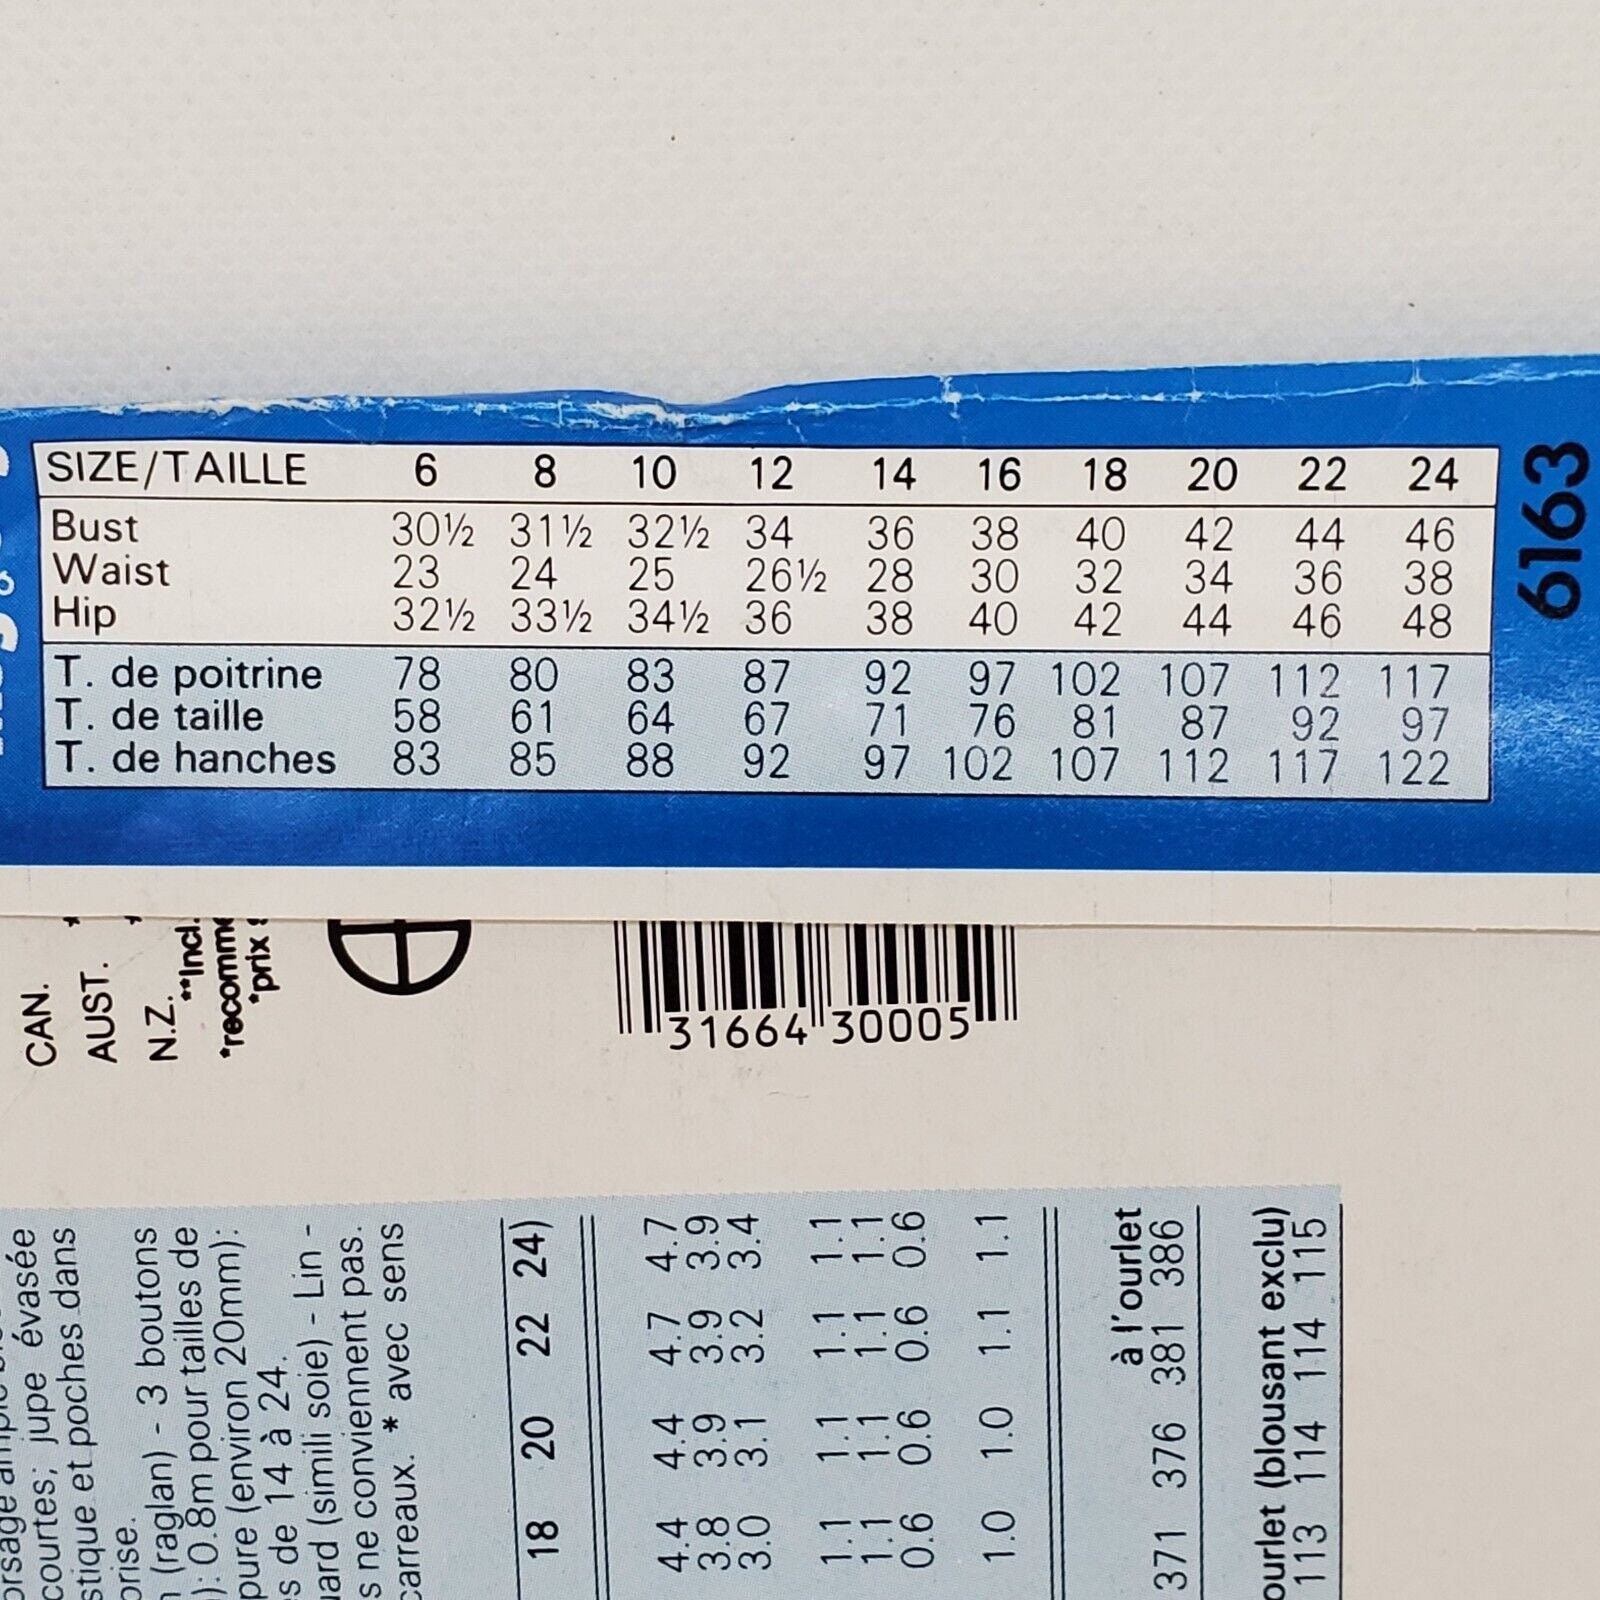 SIZE/TAILLE 6 8 10 12 14 16 18 20 22 24
Bust 30½ 31½ 32½ 34 36 38 40 42 44 46
Waist 23 24 25 26½ 28 30 32 34 36 38
Hip 32½ 33½ 34½ 36 38 40 42 44 46 48
T. de poitrine 78 80 83 87 92 97 102 107 112 117
T. de taille 58 61 64 67 71 76 81 87 92 97
T. de hanches 83 85 88 92 97 102 107 112 117 122
6163
CAN.
AUST.
N.Z.
**Incl.
*prix
31664 30005
courtes; jupe évasée
et poches dans
(raglan) - 3 boutons
): 0.8m pour tailles de
(environ 20mm):
de 14 à 24.
(simili soie) - Lin -
ne conviennent pas.
carreaux. * avec sens
18 20 22 24)
4.4 4.4 4.7 4.7
3.8 3.9 3.9 3.9
3.0 3.1 3.2 3.4
1.1 1.1 1.1 1.1
1.1 1.1 1.1 1.1
0.6 0.6 0.6 0.6
1.0 1.0 1.1 1.1
à l'ourlet
371 376 381 386
ourlet (blousant exclu)
113 114 114 115